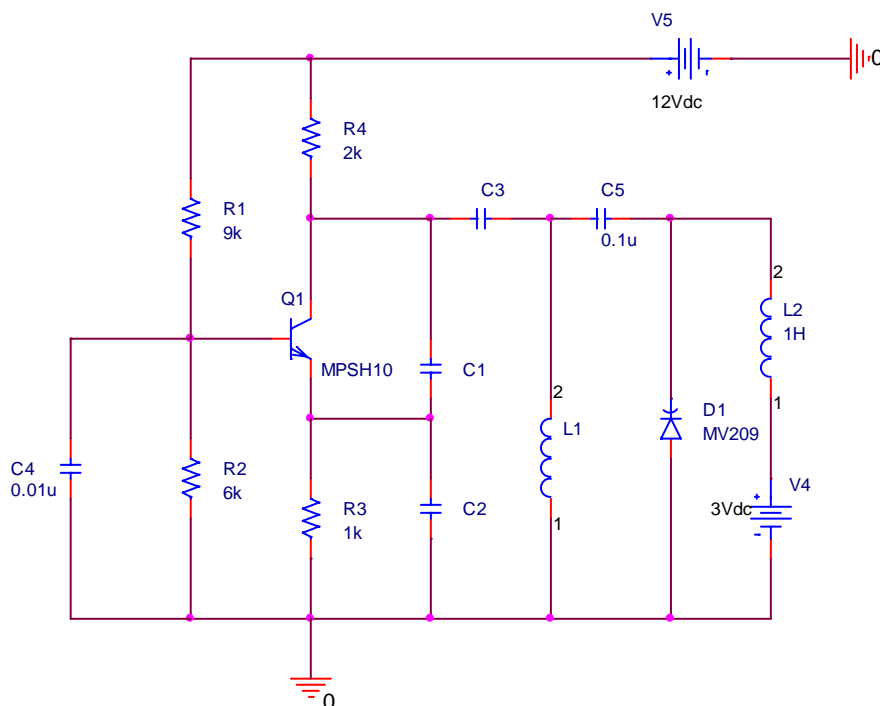 V5
0
12Vdc
R4
2k
C3
C5
0.1u
R1
9k
2
Q1
L2
1H
MPSH10
C1
1
2
D1
MV209
L1
C4
0.01u
R2
6k
R3
1k
C2
1
V4
3Vdc
0